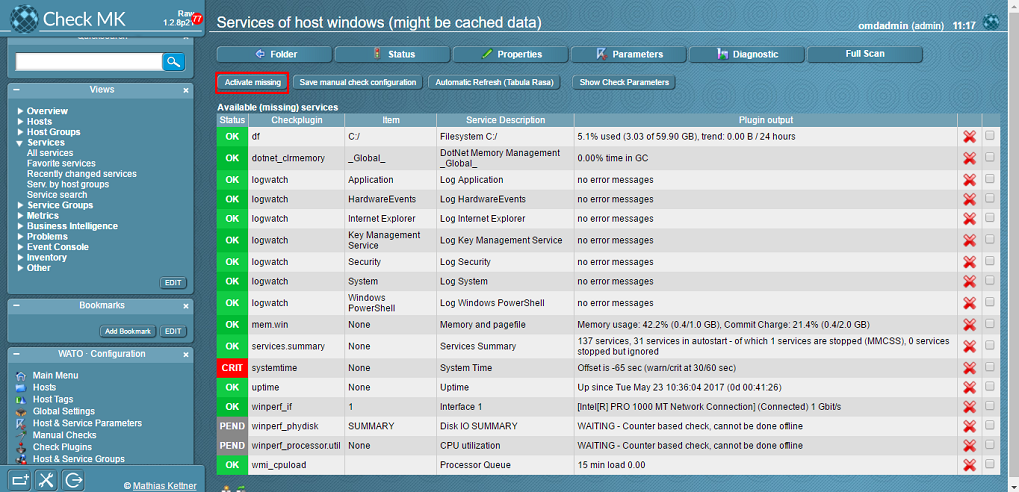 Check MK
Raw
1.2.8p21
77
Services of host windows (might be cached data)
omdadmin (admin) 11:17
Folder
Status
Properties
Parameters
Diagnostic
Full Scan
Activate missing
Save manual check configuration
Automatic Refresh (Tabula Rasa)
Show Check Parameters
Views
Overview
Hosts
Host Groups
Services
All services
Favorite services
Recently changed services
Serv. by host groups
Service search
Service Groups
Metrics
Business Intelligence
Problems
Event Console
Inventory
Other
EDIT
Bookmarks
Add Bookmark
EDIT
WATO · Configuration
Main Menu
Hosts
Host Tags
Global Settings
Host & Service Parameters
Manual Checks
Check Plugins
Host & Service Groups
© Mathias Kettner
Available (missing) services
Status Checkplugin Item Service Description Plugin output
OK df C:/ Filesystem C:/ 5.1% used (3.03 of 59.90 GB), trend: 0.00 B / 24 hours
OK dotnet_clrmemory _Global_ DotNet Memory Management _Global_ 0.00% time in GC
OK logwatch Application Log Application no error messages
OK logwatch HardwareEvents Log HardwareEvents no error messages
OK logwatch Internet Explorer Log Internet Explorer no error messages
OK logwatch Key Management Service Log Key Management Service no error messages
OK logwatch Security Log Security no error messages
OK logwatch System Log System no error messages
OK logwatch Windows PowerShell Log Windows PowerShell no error messages
OK mem.win None Memory and pagefile Memory usage: 42.2% (0.4/1.0 GB), Commit Charge: 21.4% (0.4/2.0 GB)
OK services.summary None Services Summary 137 services, 31 services in autostart - of which 1 services are stopped (MMCSS), 0 services stopped but ignored
CRIT systemtime None System Time Offset is -65 sec (warn/crit at 30/60 sec)
OK uptime None Uptime Up since Tue May 23 10:36:04 2017 (0d 00:41:26)
OK winperf_if 1 Interface 1 [Intel[R] PRO 1000 MT Network Connection] (Connected) 1 Gbit/s
PEND winperf_phydisk SUMMARY Disk IO SUMMARY WAITING - Counter based check, cannot be done offline
PEND winperf_processor.util None CPU utilization WAITING - Counter based check, cannot be done offline
OK wmi_cpuload Processor Queue 15 min load 0.00